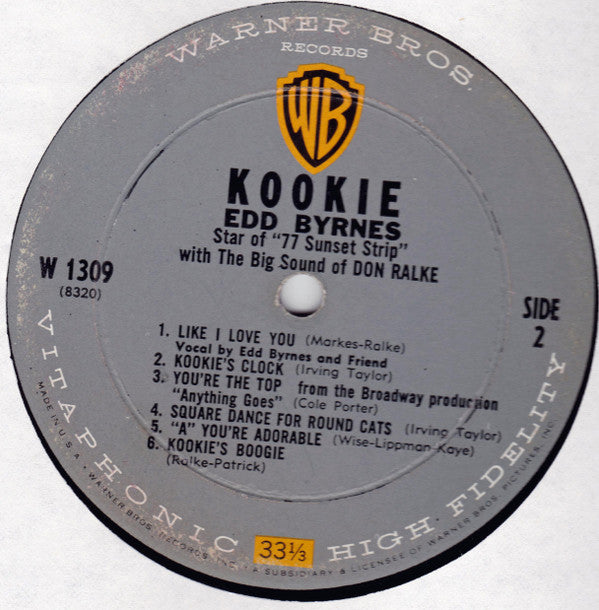 WARNER BROS.
RECORDS
WB
KOOKIE
EDD BYRNES
Star of "77 Sunset Strip"
with The Big Sound of DON RALKE
W 1309
(8320)
SIDE
2
1. LIKE I LOVE YOU (Markes-Ralke)
Vocal by Edd Byrnes and Friend
2. KOOKIE'S CLOCK (Irving Taylor)
3. YOU'RE THE TOP from the Broadway production
"Anything Goes" (Cole Porter)
4. SQUARE DANCE FOR ROUND CATS (Irving Taylor)
5. "A" YOU'RE ADORABLE (Wise-Lippman-Kaye)
6. KOOKIE'S BOOGIE
(Ralke-Patrick)
VITAPHONIC HIGH FIDELITY
33⅓
MADE IN U.S.A. • WARNER BROS. RECORDS, INC., A SUBSIDIARY & LICENSEE OF WARNER BROS. PICTURES, INC.